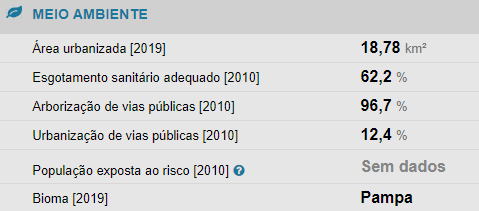 MEIO AMBIENTE
Área urbanizada [2019] 18,78 km²
Esgotamento sanitário adequado [2010] 62,2 %
Arborização de vias públicas [2010] 96,7 %
Urbanização de vias públicas [2010] 12,4 %
População exposta ao risco [2010] ? Sem dados
Bioma [2019] Pampa